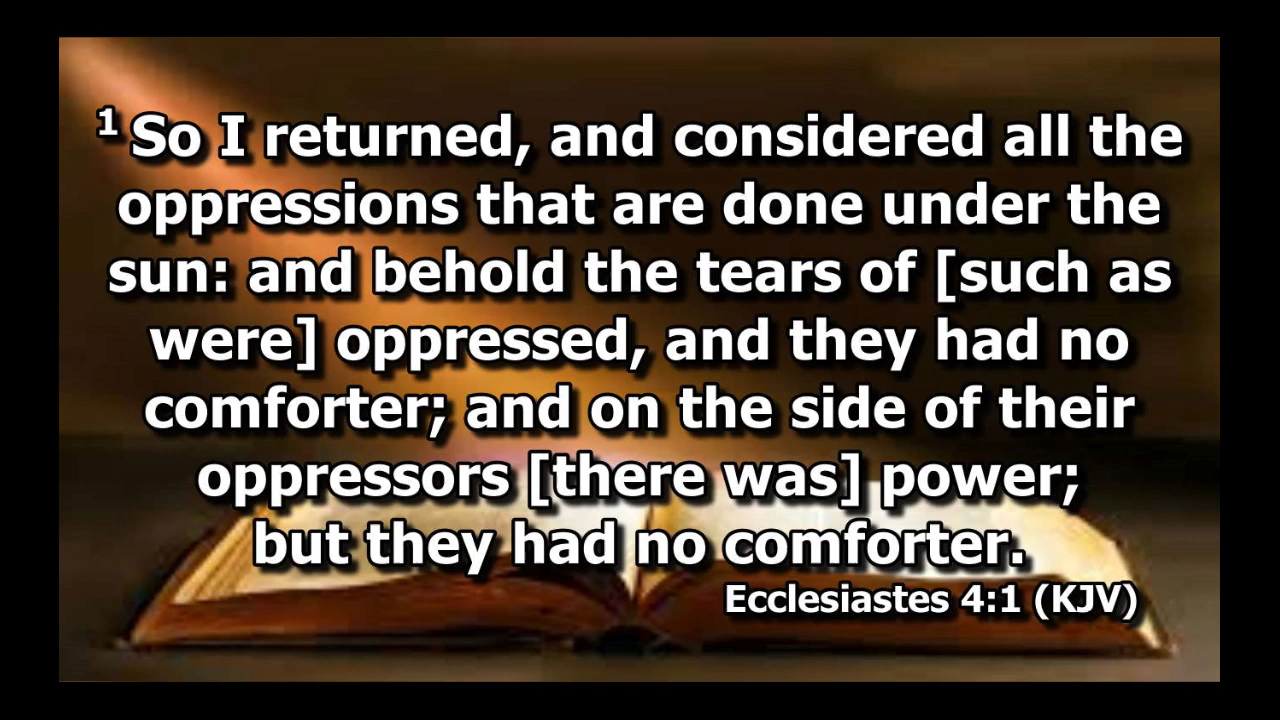 1 So I returned, and considered all the
oppressions that are done under the
sun: and behold the tears of [such as
were] oppressed, and they had no
comforter; and on the side of their
oppressors [there was] power;
but they had no comforter.
Ecclesiastes 4:1 (KJV)